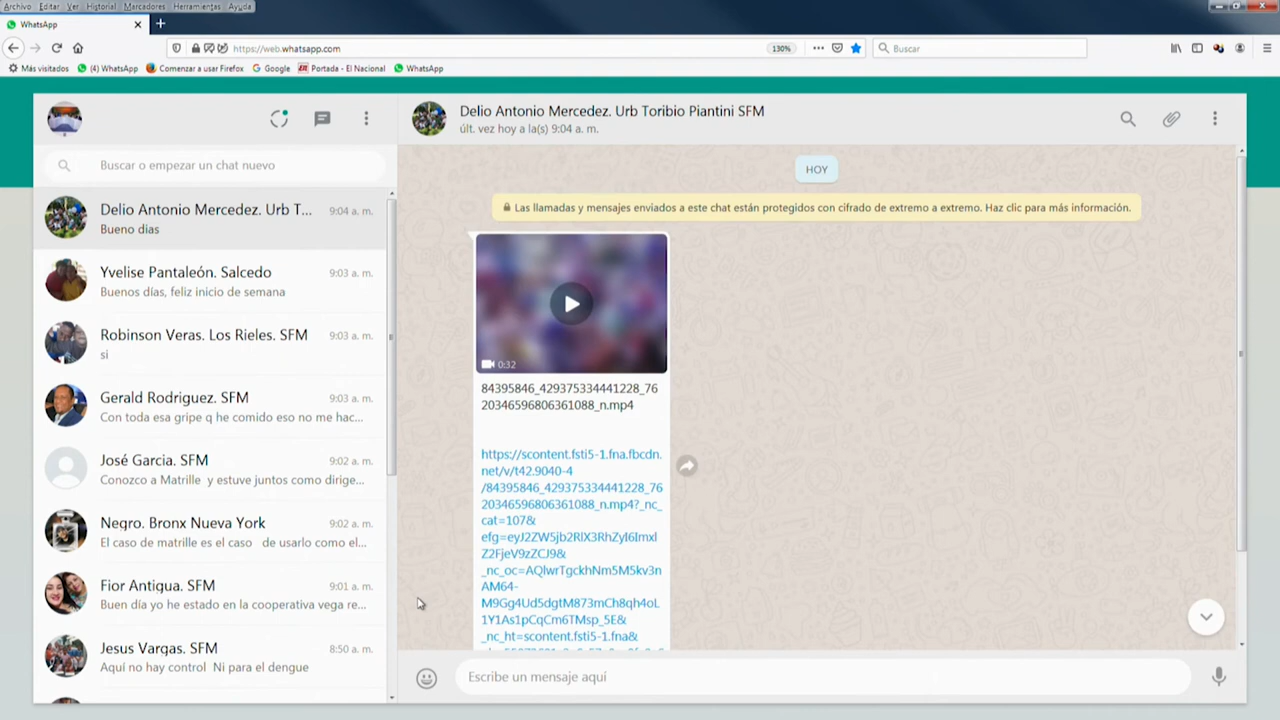 Archivo Editar Ver Historial Marcadores Herramientas Ayuda
WhatsApp
https://web.whatsapp.com
130%
Buscar
Más visitados
(4) WhatsApp
Comenzar a usar Firefox
Google
Portada - El Nacional
WhatsApp
Buscar o empezar un chat nuevo
Delio Antonio Mercedez. Urb T...
9:04 a. m.
Bueno dias
Yvelise Pantaleón. Salcedo
9:03 a. m.
Buenos días, feliz inicio de semana
Robinson Veras. Los Rieles. SFM
9:03 a. m.
si
Gerald Rodriguez. SFM
9:03 a. m.
Con toda esa gripe q he comido eso no me hac...
José Garcia. SFM
9:02 a. m.
Conozco a Matrille y estuve juntos como dirige...
Negro. Bronx Nueva York
9:02 a. m.
El caso de matrille es el caso de usarlo como el...
Fior Antigua. SFM
9:01 a. m.
Buen día yo he estado en la cooperativa vega re...
Jesus Vargas. SFM
8:50 a. m.
Aquí no hay control Ni para el dengue
Delio Antonio Mercedez. Urb Toribio Piantini SFM
últ. vez hoy a la(s) 9:04 a. m.
HOY
Las llamadas y mensajes enviados a este chat están protegidos con cifrado de extremo a extremo. Haz clic para más información.
0:32
84395846_429375334441228_76
20346596806361088_n.mp4
https://scontent.fsti5-1.fna.fbcdn.
net/v/t42.9040-4
/84395846_429375334441228_76
20346596806361088_n.mp4?_nc_
cat=107&
efg=eyJ2ZW5jb2RlX3RhZyI6ImxI
Z2FjeV9zZCJ9&
_nc_oc=AQlwrTgckhNm5M5kv3n
AM64-
M9Gg4Ud5dgtM873mCh8qh4oL
1Y1As1pCqCm6TMsp_5E&
_nc_ht=scontent.fsti5-1.fna&
Escribe un mensaje aquí